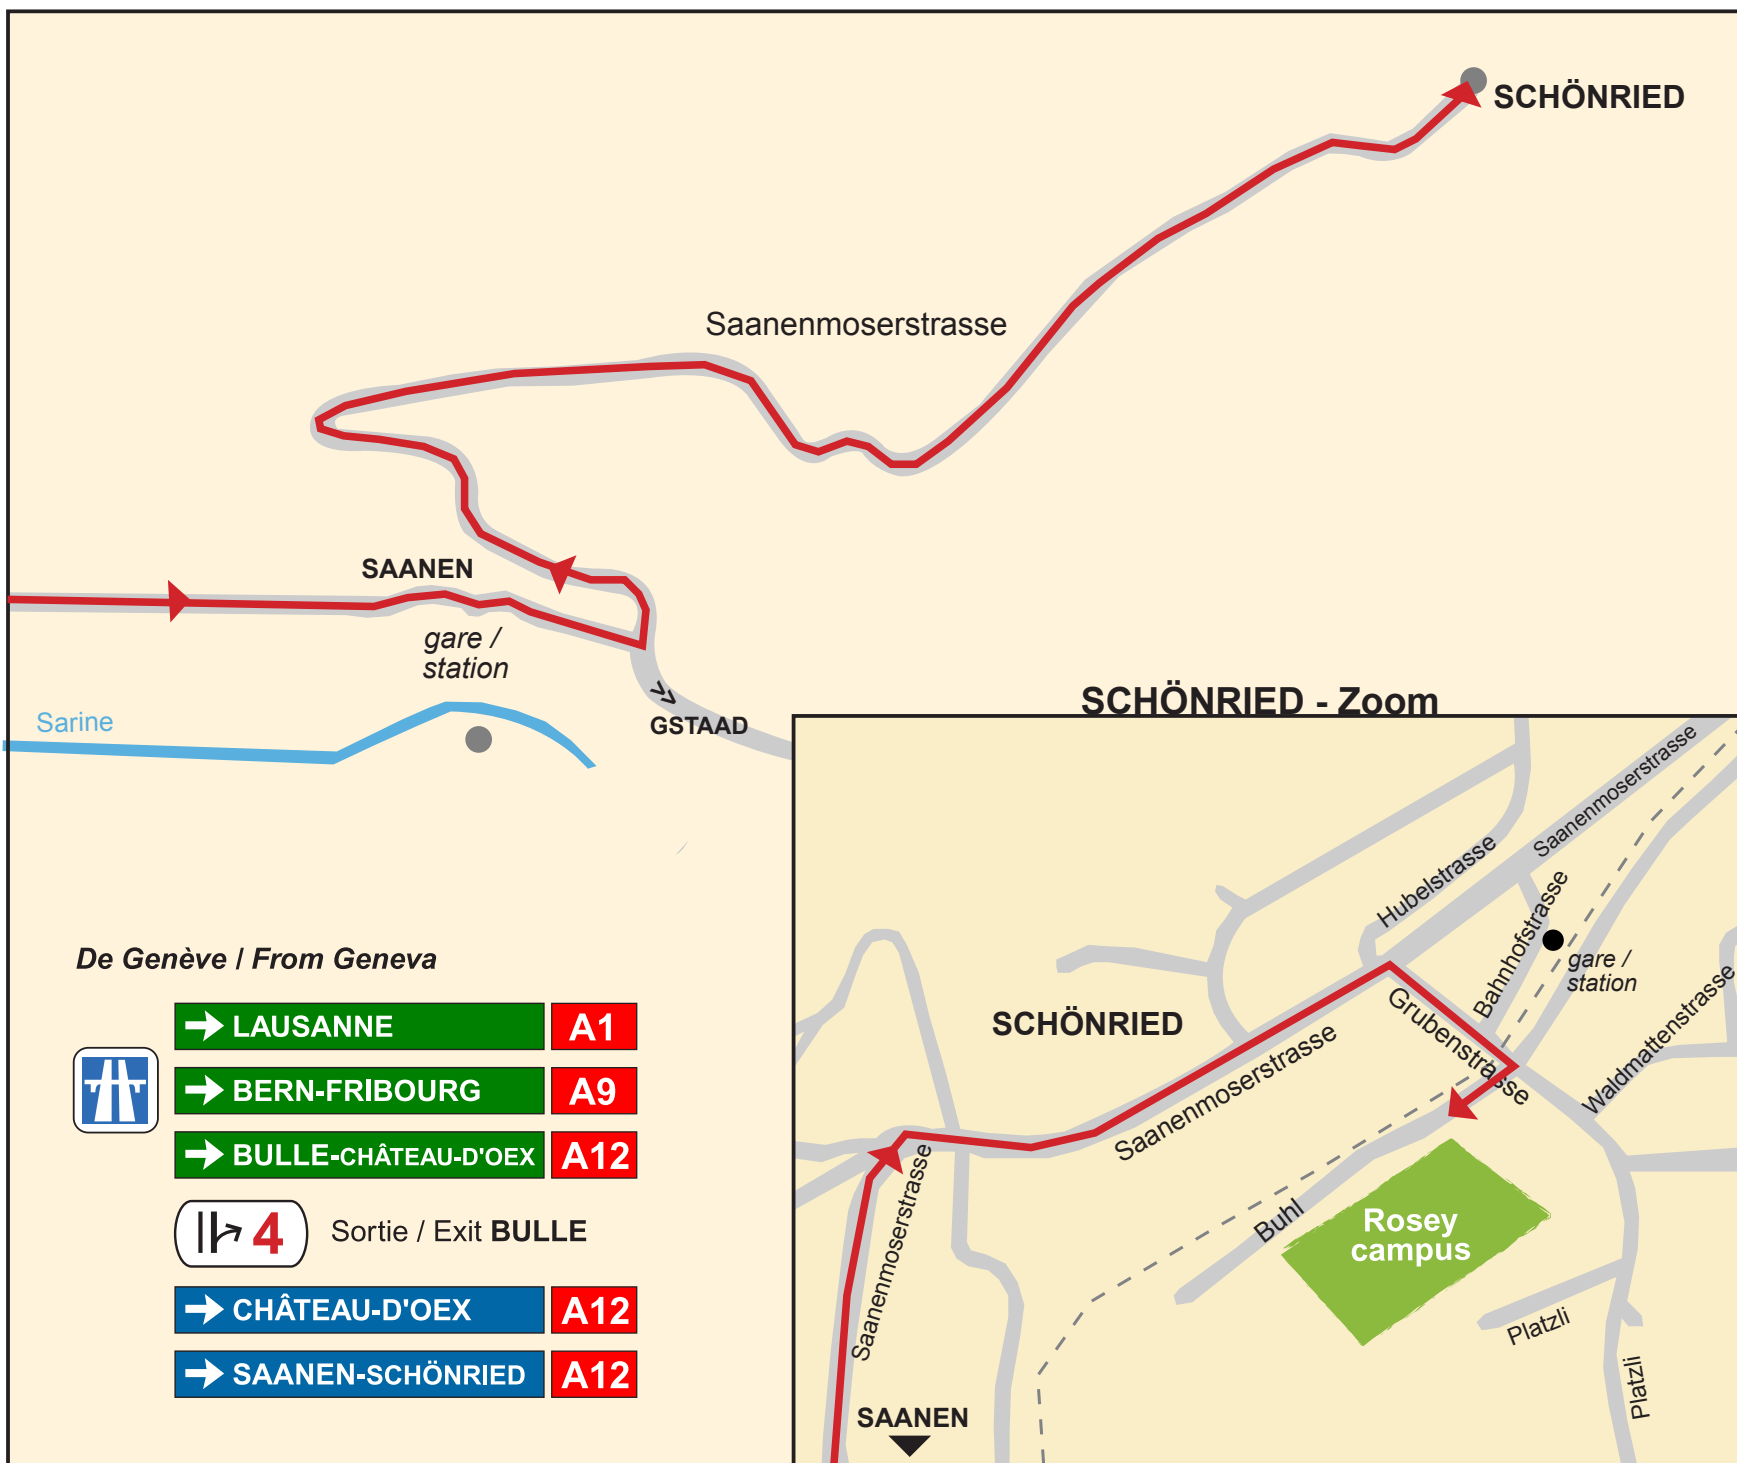 SCHÖNRIED
Saanenmoserstrasse
SAANEN
gare /
station
Sarine
GSTAAD
SCHÖNRIED - Zoom
Saanenmoserstrasse
Hubelstrasse
Bahnhofstrasse
gare /
station
Waldmattenstrasse
Grubenstrasse
SCHÖNRIED
Saanenmoserstrasse
Saanenmoserstrasse
Buhl
Rosey
campus
Platzli
Platzli
SAANEN
De Genève / From Geneva
LAUSANNE A1
BERN-FRIBOURG A9
BULLE-CHÂTEAU-D'OEX A12
4 Sortie / Exit BULLE
CHÂTEAU-D'OEX A12
SAANEN-SCHÖNRIED A12